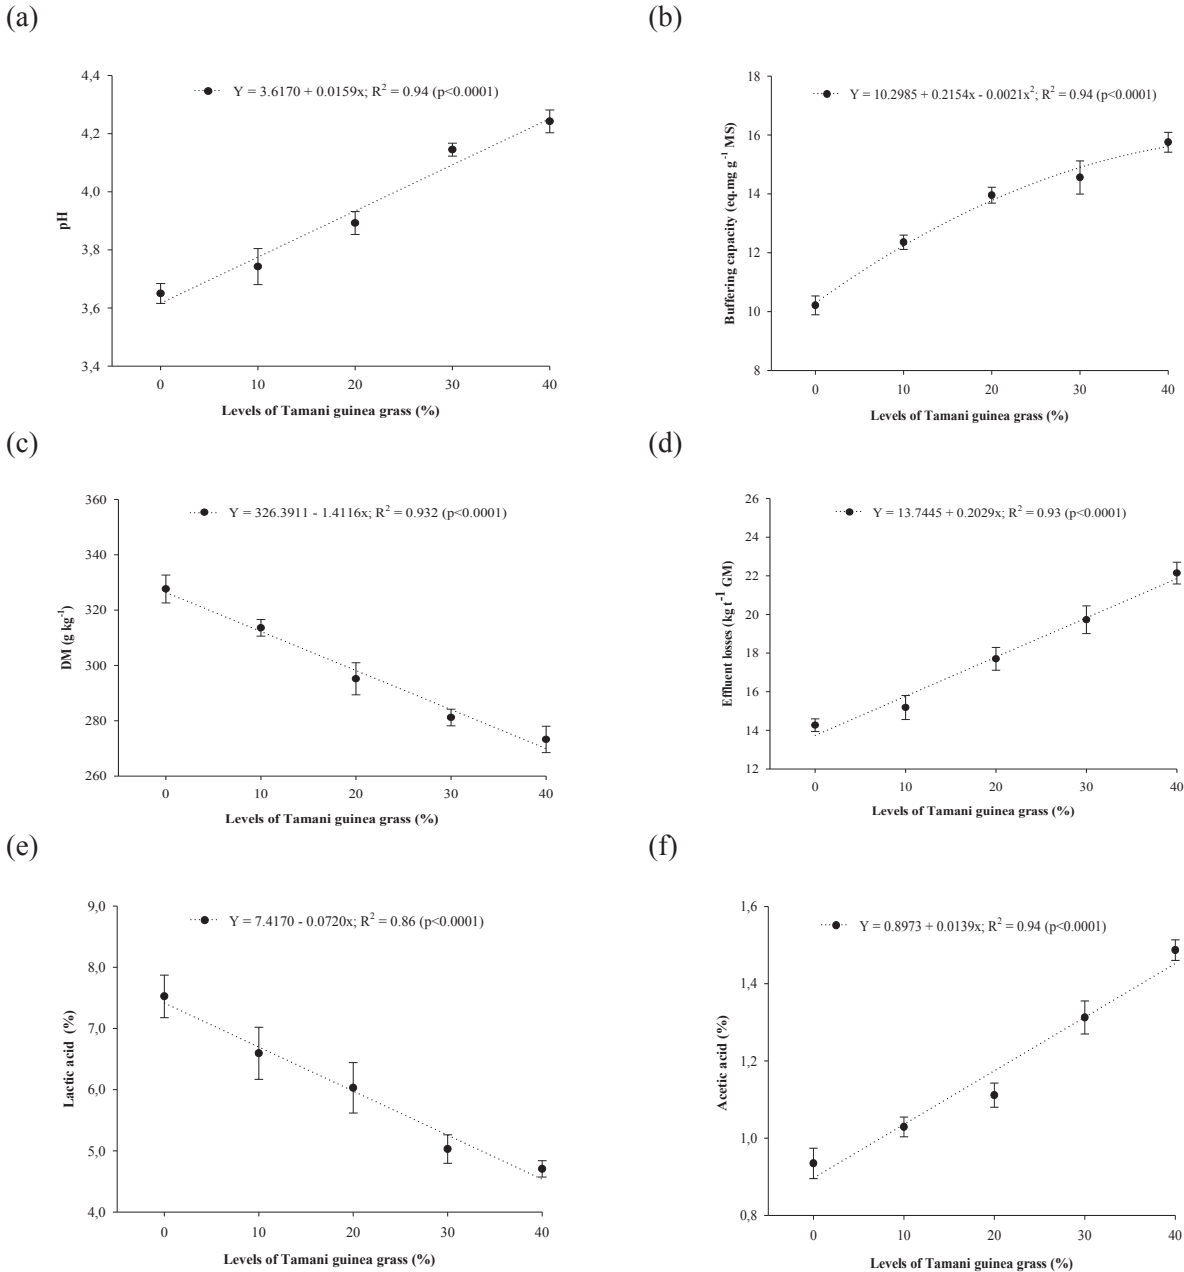 (a)
4,4
4,2
4,0
3,8
3,6
3,4
pH
Y = 3.6170 + 0.0159x; R² = 0.94 (p<0.0001)
0 10 20 30 40
Levels of Tamani guinea grass (%)
(b)
18
16
14
12
10
8
Buffering capacity (eq.mg g⁻¹ MS)
Y = 10.2985 + 0.2154x - 0.0021x²; R² = 0.94 (p<0.0001)
0 10 20 30 40
Levels of Tamani guinea grass (%)
(c)
360
340
320
300
280
260
DM (g kg⁻¹)
Y = 326.3911 - 1.4116x; R² = 0.932 (p<0.0001)
0 10 20 30 40
Levels of Tamani guinea grass (%)
(d)
26
24
22
20
18
16
14
12
Effluent losses (kg t⁻¹ GM)
Y = 13.7445 + 0.2029x; R² = 0.93 (p<0.0001)
0 10 20 30 40
Levels of Tamani guinea grass (%)
(e)
9,0
8,0
7,0
6,0
5,0
4,0
Lactic acid (%)
Y = 7.4170 - 0.0720x; R² = 0.86 (p<0.0001)
0 10 20 30 40
Levels of Tamani guinea grass (%)
(f)
1,6
1,4
1,2
1,0
0,8
Acetic acid (%)
Y = 0.8973 + 0.0139x; R² = 0.94 (p<0.0001)
0 10 20 30 40
Levels of Tamani guinea grass (%)